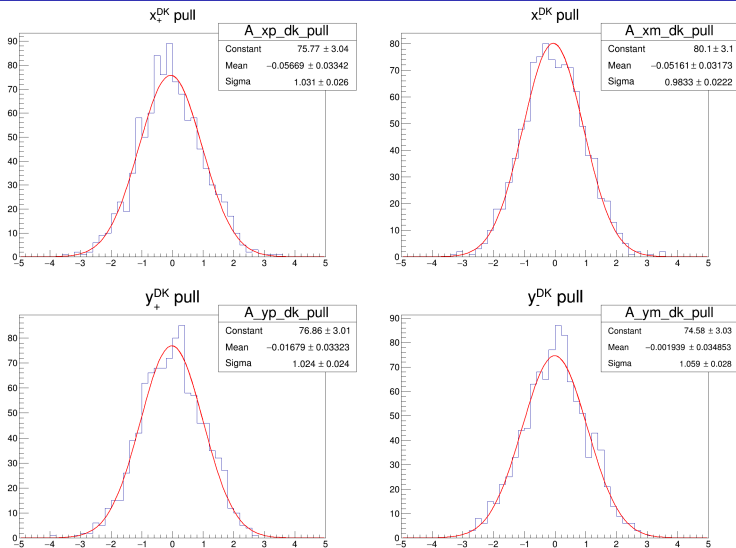 x₊ᴰᴷ pull
A_xp_dk_pull
Constant 75.77 ± 3.04
Mean −0.05669 ± 0.03342
Sigma 1.031 ± 0.026
90
80
70
60
50
40
30
20
10
0
−5 −4 −3 −2 −1 0 1 2 3 4 5
x₋ᴰᴷ pull
A_xm_dk_pull
Constant 80.1 ± 3.1
Mean −0.05161 ± 0.03173
Sigma 0.9833 ± 0.0222
80
70
60
50
40
30
20
10
0
−5 −4 −3 −2 −1 0 1 2 3 4 5
y₊ᴰᴷ pull
A_yp_dk_pull
Constant 76.86 ± 3.01
Mean −0.01679 ± 0.03323
Sigma 1.024 ± 0.024
80
70
60
50
40
30
20
10
0
−5 −4 −3 −2 −1 0 1 2 3 4 5
y₋ᴰᴷ pull
A_ym_dk_pull
Constant 74.58 ± 3.03
Mean −0.001939 ± 0.034853
Sigma 1.059 ± 0.028
90
80
70
60
50
40
30
20
10
0
−5 −4 −3 −2 −1 0 1 2 3 4 5